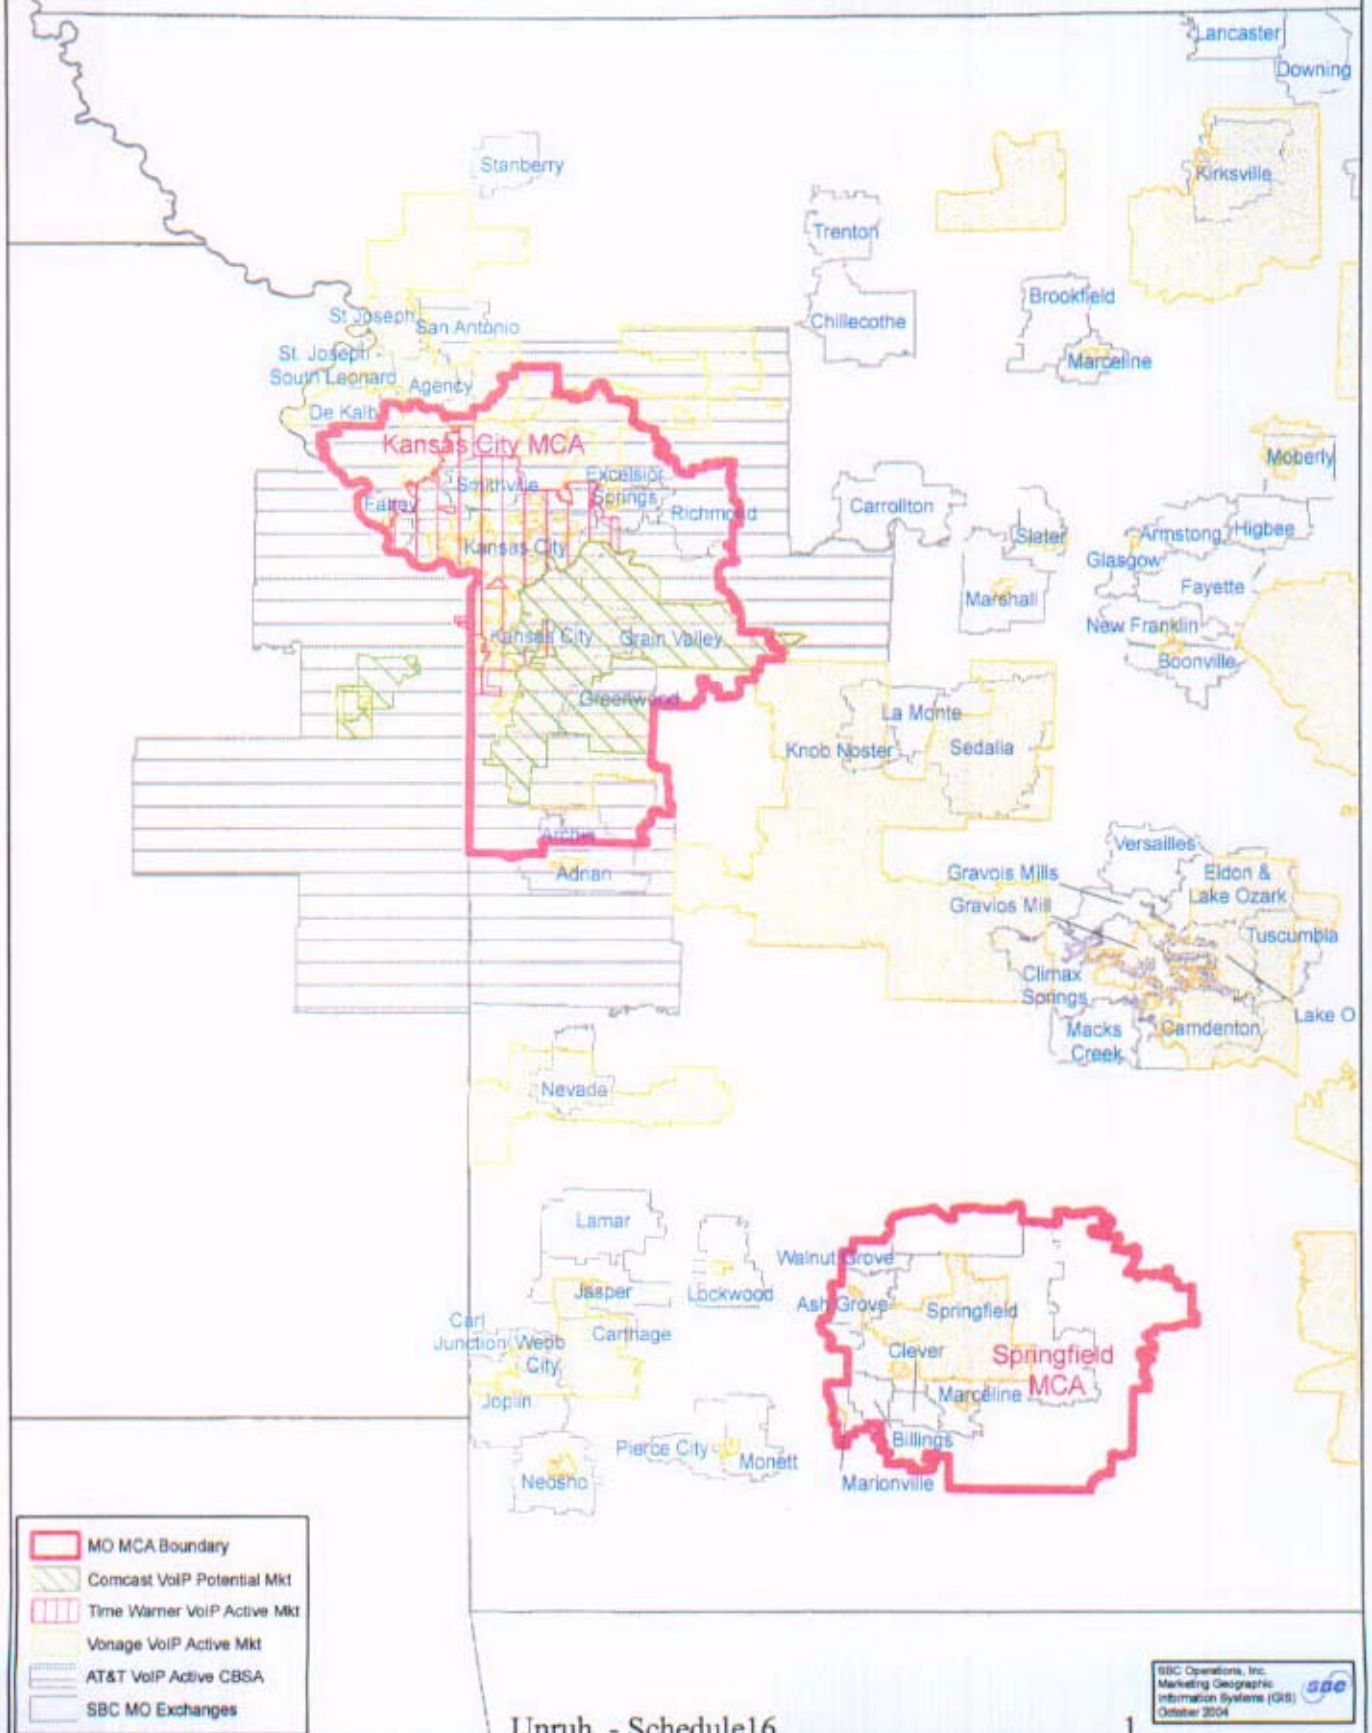 Lancaster
Downing
Stanberry
Kirksville
Trenton
Brookfield
St Joseph
San Antonio
Chillecothe
St. Joseph -
South Leonard
Agency
Marceline
De Kalb
Kansas City MCA
Moberly
Smithville
Excelsior
Springs
Farley
Richmond
Carrollton
Slater
Armstong
Higbee
Kansas City
Glasgow
Fayette
Marshall
Kansas City
Grain Valley
New Franklin
Boonville
Greenwood
La Monte
Knob Noster
Sedalia
Archie
Adrian
Versailles
Gravois Mills
Eldon &
Lake Ozark
Gravios Mill
Tuscumbia
Climax
Springs
Lake O
Macks
Creek
Camdenton
Nevada
Lamar
Walnut Grove
Jasper
Lockwood
Ash Grove
Springfield
Carl
Junction
Webb
City
Carthage
Clever
Springfield
MCA
Joplin
Marceline
Billings
Pierce City
Monett
Neosho
Marionville
MO MCA Boundary
Comcast VoIP Potential Mkt
Time Warner VoIP Active Mkt
Vonage VoIP Active Mkt
AT&T VoIP Active CBSA
SBC MO Exchanges
SBC Operations, Inc.
Marketing Geographic
Information Systems (GIS)
October 2004
SBC
Unruh - Schedule16
1